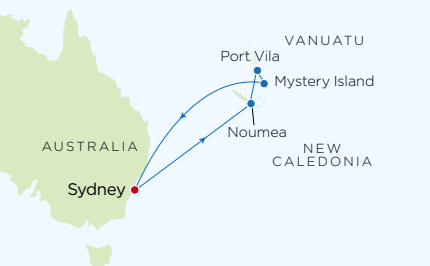 VANUATU
Port Vila
Mystery Island
Noumea
AUSTRALIA
NEW
CALEDONIA
Sydney